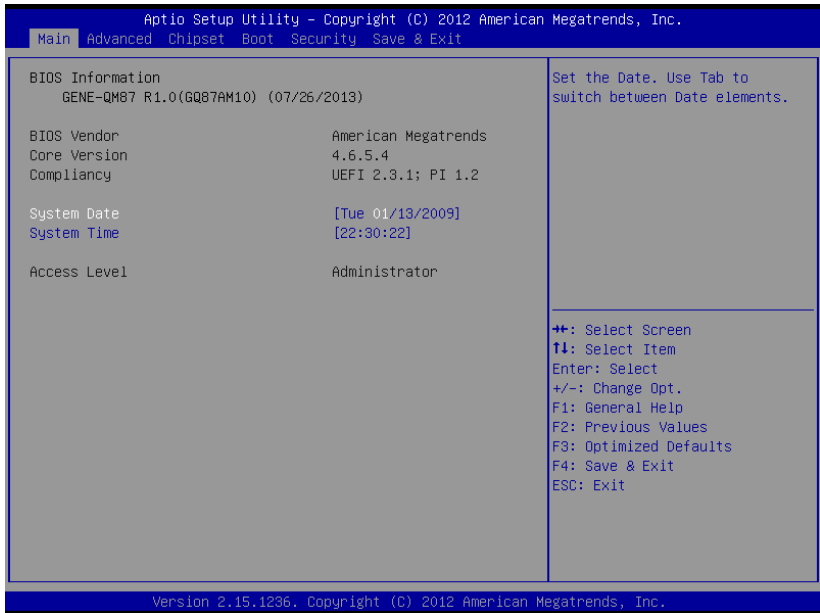 Aptio Setup Utility – Copyright (C) 2012 American Megatrends, Inc.
Main Advanced Chipset Boot Security Save & Exit
BIOS Information
GENE-QM87 R1.0(GQ87AM10) (07/26/2013)
BIOS Vendor American Megatrends
Core Version 4.6.5.4
Compliancy UEFI 2.3.1; PI 1.2
System Date [Tue 01/13/2009]
System Time [22:30:22]
Access Level Administrator
Set the Date. Use Tab to
switch between Date elements.
→←: Select Screen
↑↓: Select Item
Enter: Select
+/-: Change Opt.
F1: General Help
F2: Previous Values
F3: Optimized Defaults
F4: Save & Exit
ESC: Exit
Version 2.15.1236. Copyright (C) 2012 American Megatrends, Inc.